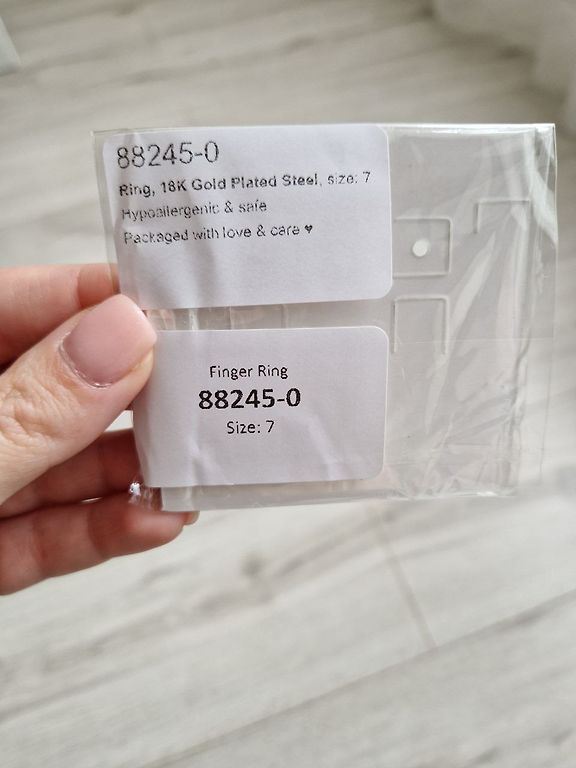 88245-0
Ring, 18K Gold Plated Steel, size: 7
Hypoallergenic & safe
Packaged with love & care ♥
Finger Ring
88245-0
Size: 7